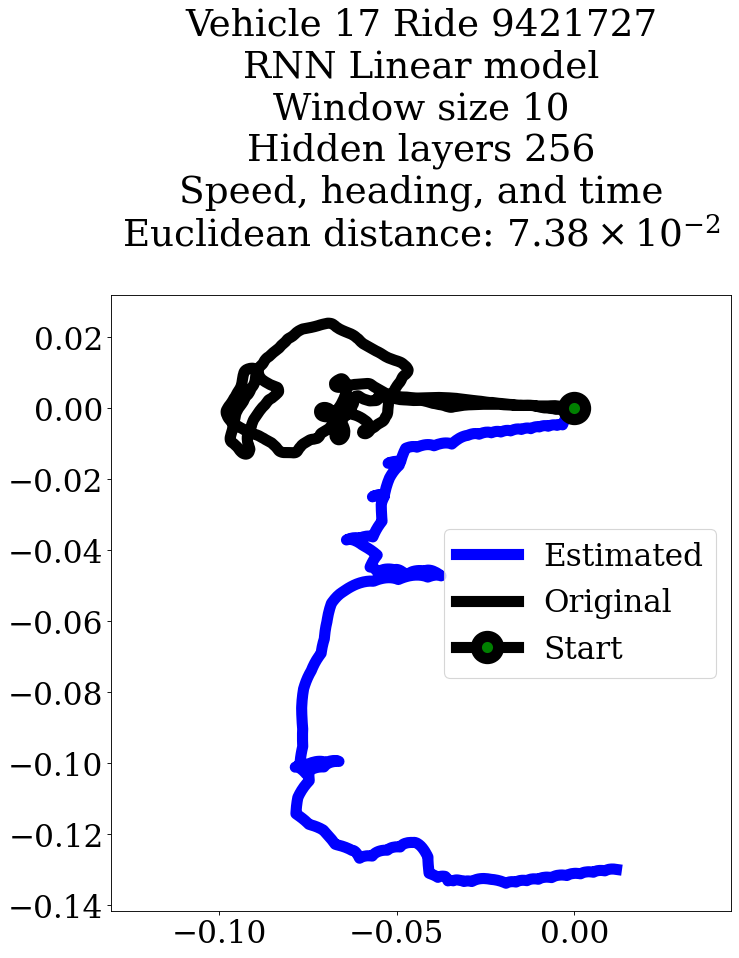 Vehicle 17 Ride 9421727
RNN Linear model
Window size 10
Hidden layers 256
Speed, heading, and time
Euclidean distance: 7.38 × 10⁻²
0.02
0.00
−0.02
−0.04
−0.06
−0.08
−0.10
−0.12
−0.14
Estimated
Original
Start
−0.10
−0.05
0.00